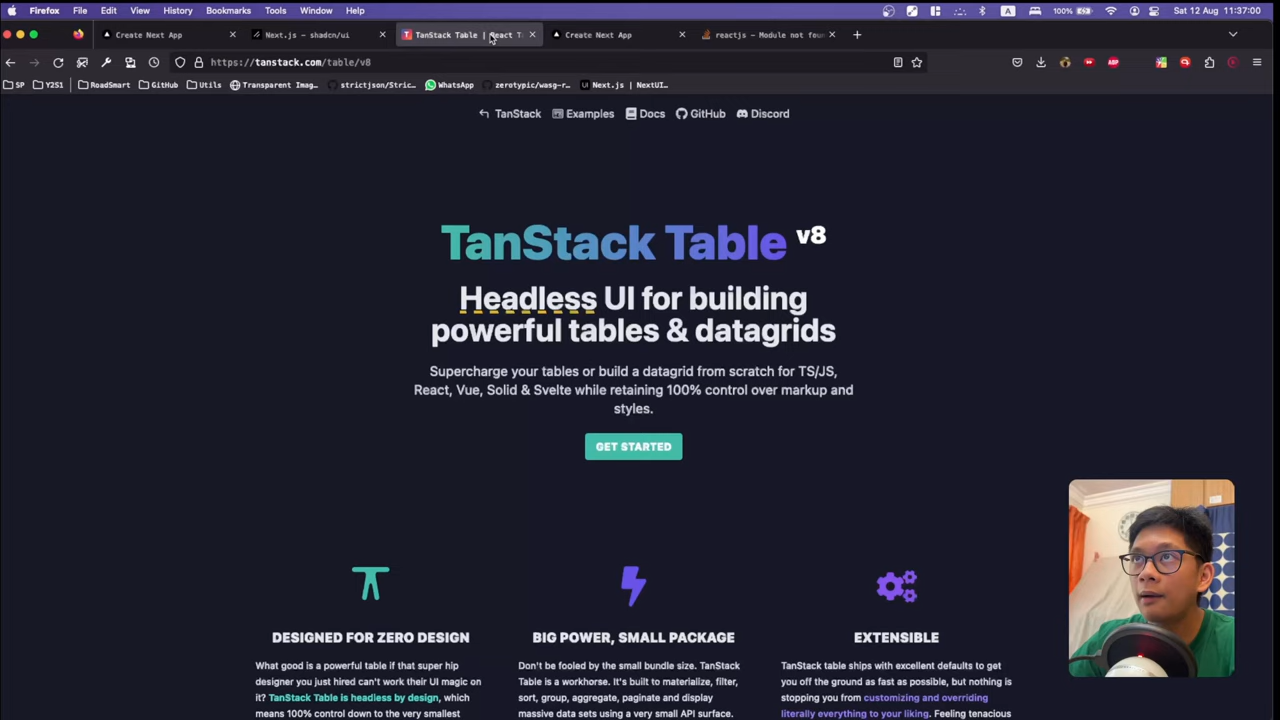 Firefox File Edit View History Bookmarks Tools Window Help 100% Sat 12 Aug 11:37:00
Create Next App Next.js – shadcn/ui TanStack Table | React T Create Next App reactjs - Module not foun
https://tanstack.com/table/v8
SP Y2S1 RoadSmart GitHub Utils Transparent Imag... strictjson/Stric... WhatsApp zerotypic/wasg-r... Next.js | NextUI...
TanStack Examples Docs GitHub Discord
TanStack Table v8
Headless UI for building
powerful tables & datagrids
Supercharge your tables or build a datagrid from scratch for TS/JS,
React, Vue, Solid & Svelte while retaining 100% control over markup and
styles.
GET STARTED
DESIGNED FOR ZERO DESIGN
What good is a powerful table if that super hip
designer you just hired can't work their UI magic on
it? TanStack Table is headless by design, which
means 100% control down to the very smallest
BIG POWER, SMALL PACKAGE
Don't be fooled by the small bundle size. TanStack
Table is a workhorse. It's built to materialize, filter,
sort, group, aggregate, paginate and display
massive data sets using a very small API surface.
EXTENSIBLE
TanStack table ships with excellent defaults to get
you off the ground as fast as possible, but nothing is
stopping you from customizing and overriding
literally everything to your liking. Feeling tenacious